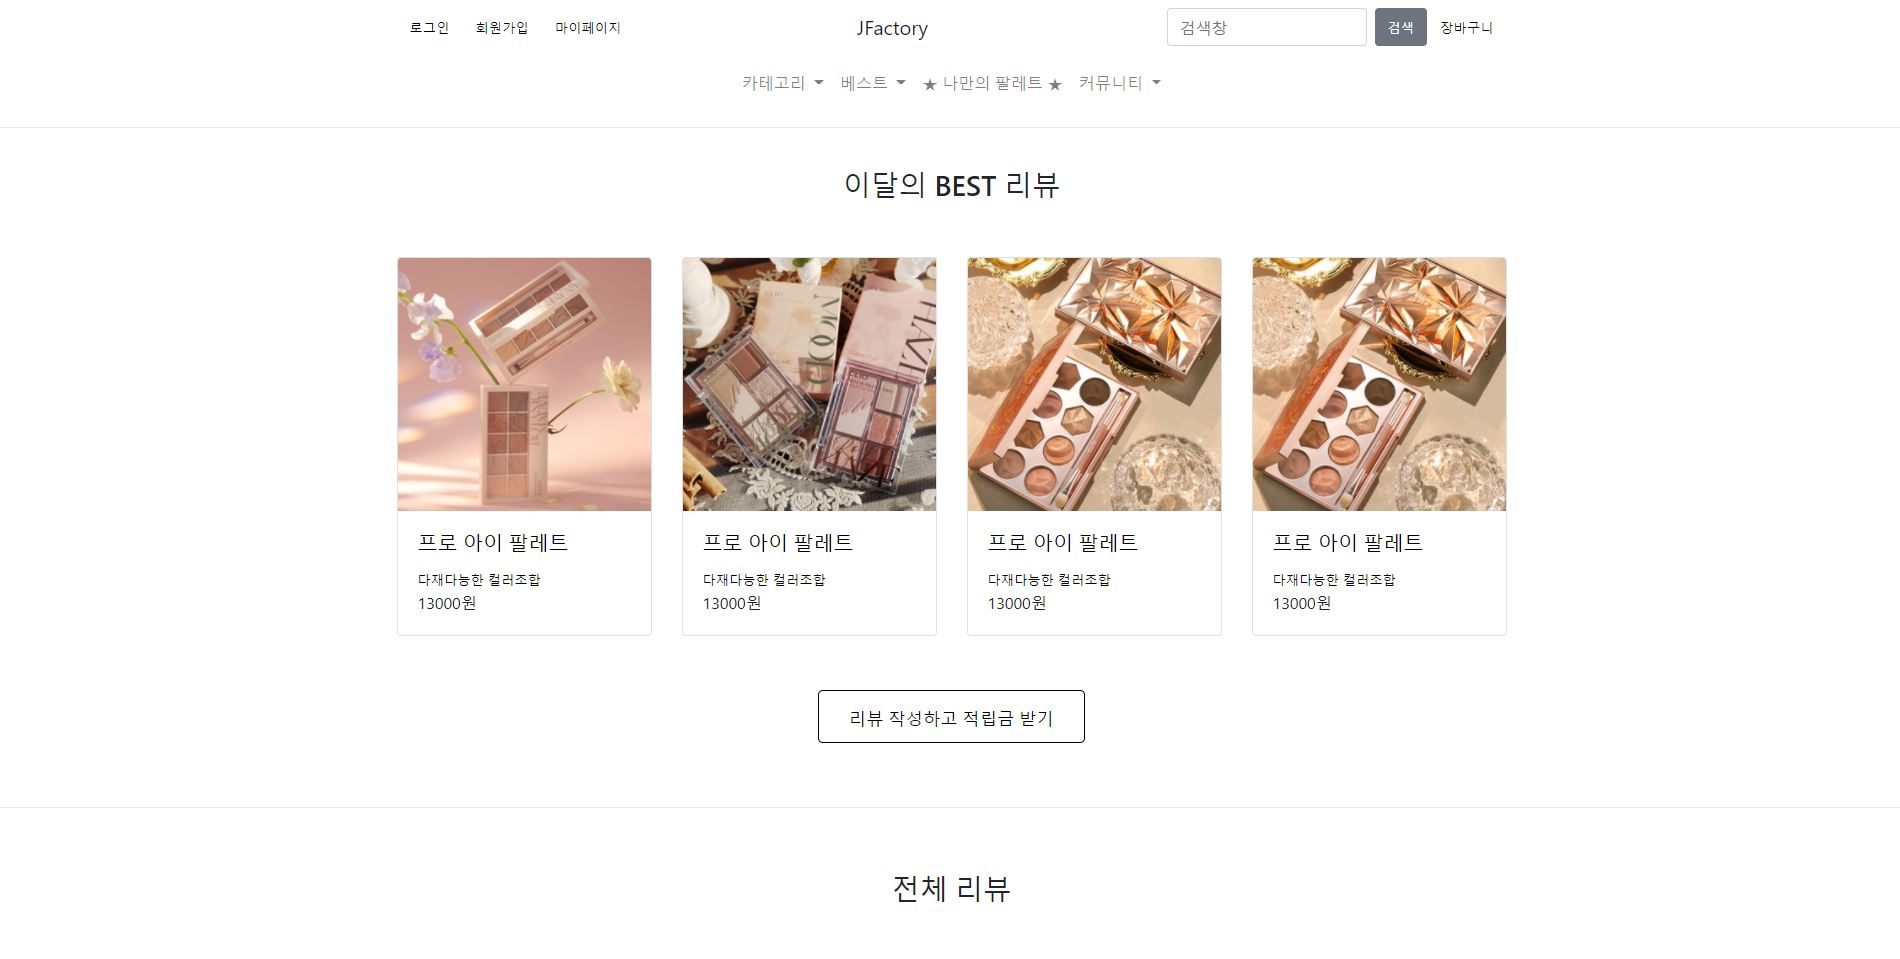 로그인 회원가입 마이페이지 JFactory 검색창 검색 장바구니
카테고리 베스트 ★ 나만의 팔레트 ★ 커뮤니티
이달의 BEST 리뷰
CLIO
CLIO
프로 아이 팔레트
다재다능한 컬러조합
13000원
프로 아이 팔레트
다재다능한 컬러조합
13000원
프로 아이 팔레트
다재다능한 컬러조합
13000원
프로 아이 팔레트
다재다능한 컬러조합
13000원
리뷰 작성하고 적립금 받기
전체 리뷰